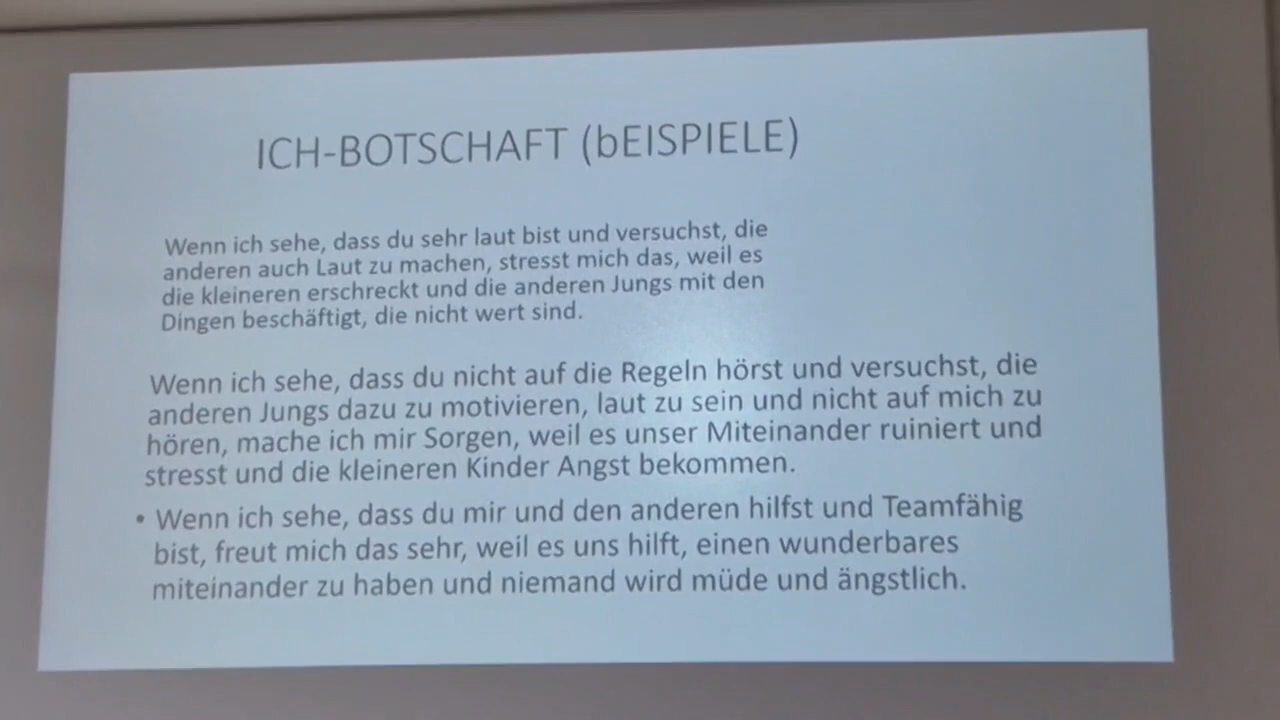 ICH-BOTSCHAFT (bEISPIELE)
Wenn ich sehe, dass du sehr laut bist und versuchst, die
anderen auch Laut zu machen, stresst mich das, weil es
die kleineren erschreckt und die anderen Jungs mit den
Dingen beschäftigt, die nicht wert sind.
Wenn ich sehe, dass du nicht auf die Regeln hörst und versuchst, die
anderen Jungs dazu zu motivieren, laut zu sein und nicht auf mich zu
hören, mache ich mir Sorgen, weil es unser Miteinander ruiniert und
stresst und die kleineren Kinder Angst bekommen.
• Wenn ich sehe, dass du mir und den anderen hilfst und Teamfähig
bist, freut mich das sehr, weil es uns hilft, einen wunderbares
miteinander zu haben und niemand wird müde und ängstlich.